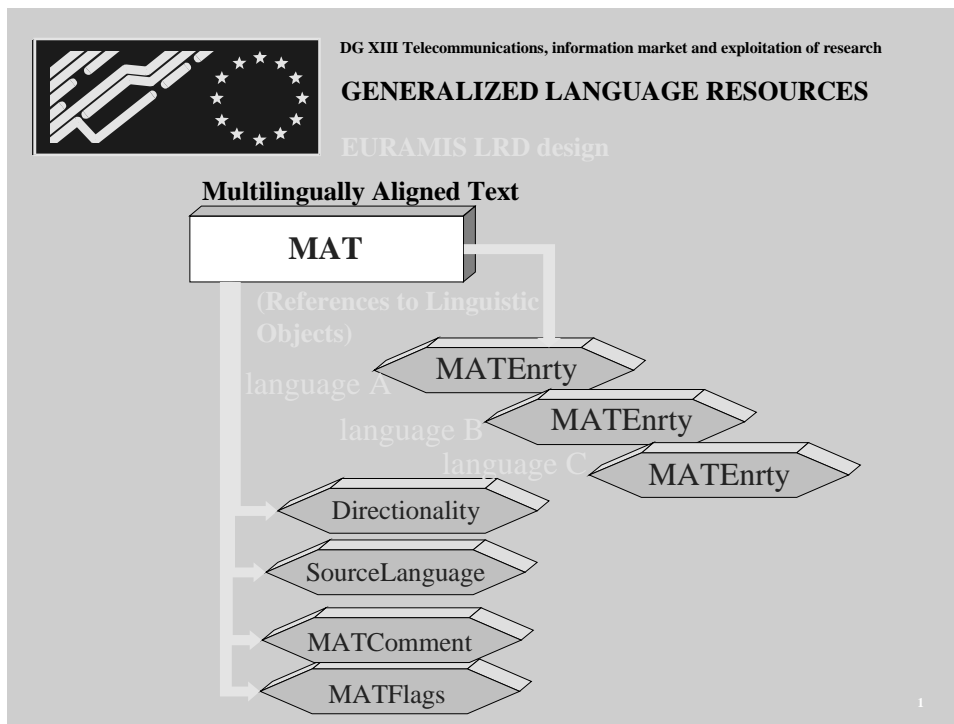 DG XIII Telecommunications, information market and exploitation of research
GENERALIZED LANGUAGE RESOURCES
EURAMIS LRD design
Multilingually Aligned Text
MAT
(References to Linguistic
Objects)
MATEnrty
language A
MATEnrty
language B
language C
MATEnrty
Directionality
SourceLanguage
MATComment
MATFlags
1